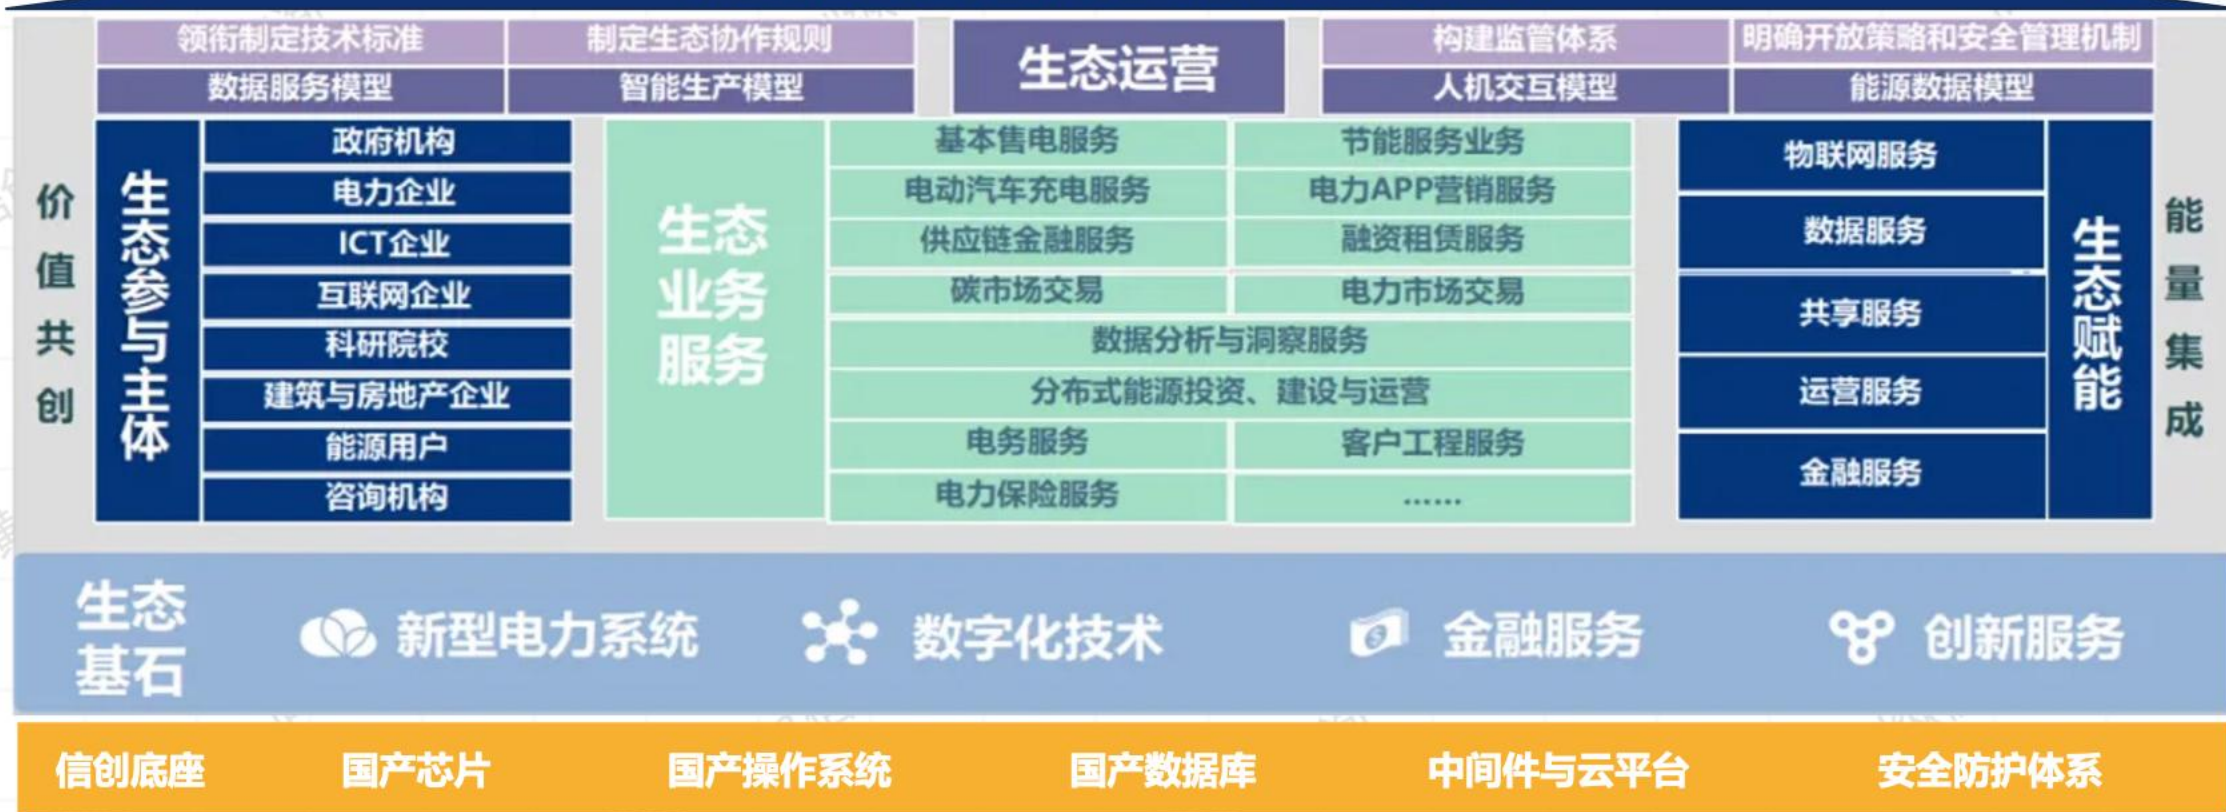 领衔制定技术标准
制定生态协作规则
生态运营
构建监管体系
明确开放策略和安全管理机制
数据服务模型
智能生产模型
人机交互模型
能源数据模型
价值共创
生态参与主体
政府机构
电力企业
ICT企业
互联网企业
科研院校
建筑与房地产企业
能源用户
咨询机构
生态
业务
服务
基本售电服务
节能服务业务
电动汽车充电服务
电力APP营销服务
供应链金融服务
融资租赁服务
碳市场交易
电力市场交易
数据分析与洞察服务
分布式能源投资、建设与运营
电务服务
客户工程服务
电力保险服务
……
物联网服务
数据服务
共享服务
运营服务
金融服务
生态赋能
能量集成
生态
基石
新型电力系统
数字化技术
金融服务
创新服务
信创底座
国产芯片
国产操作系统
国产数据库
中间件与云平台
安全防护体系